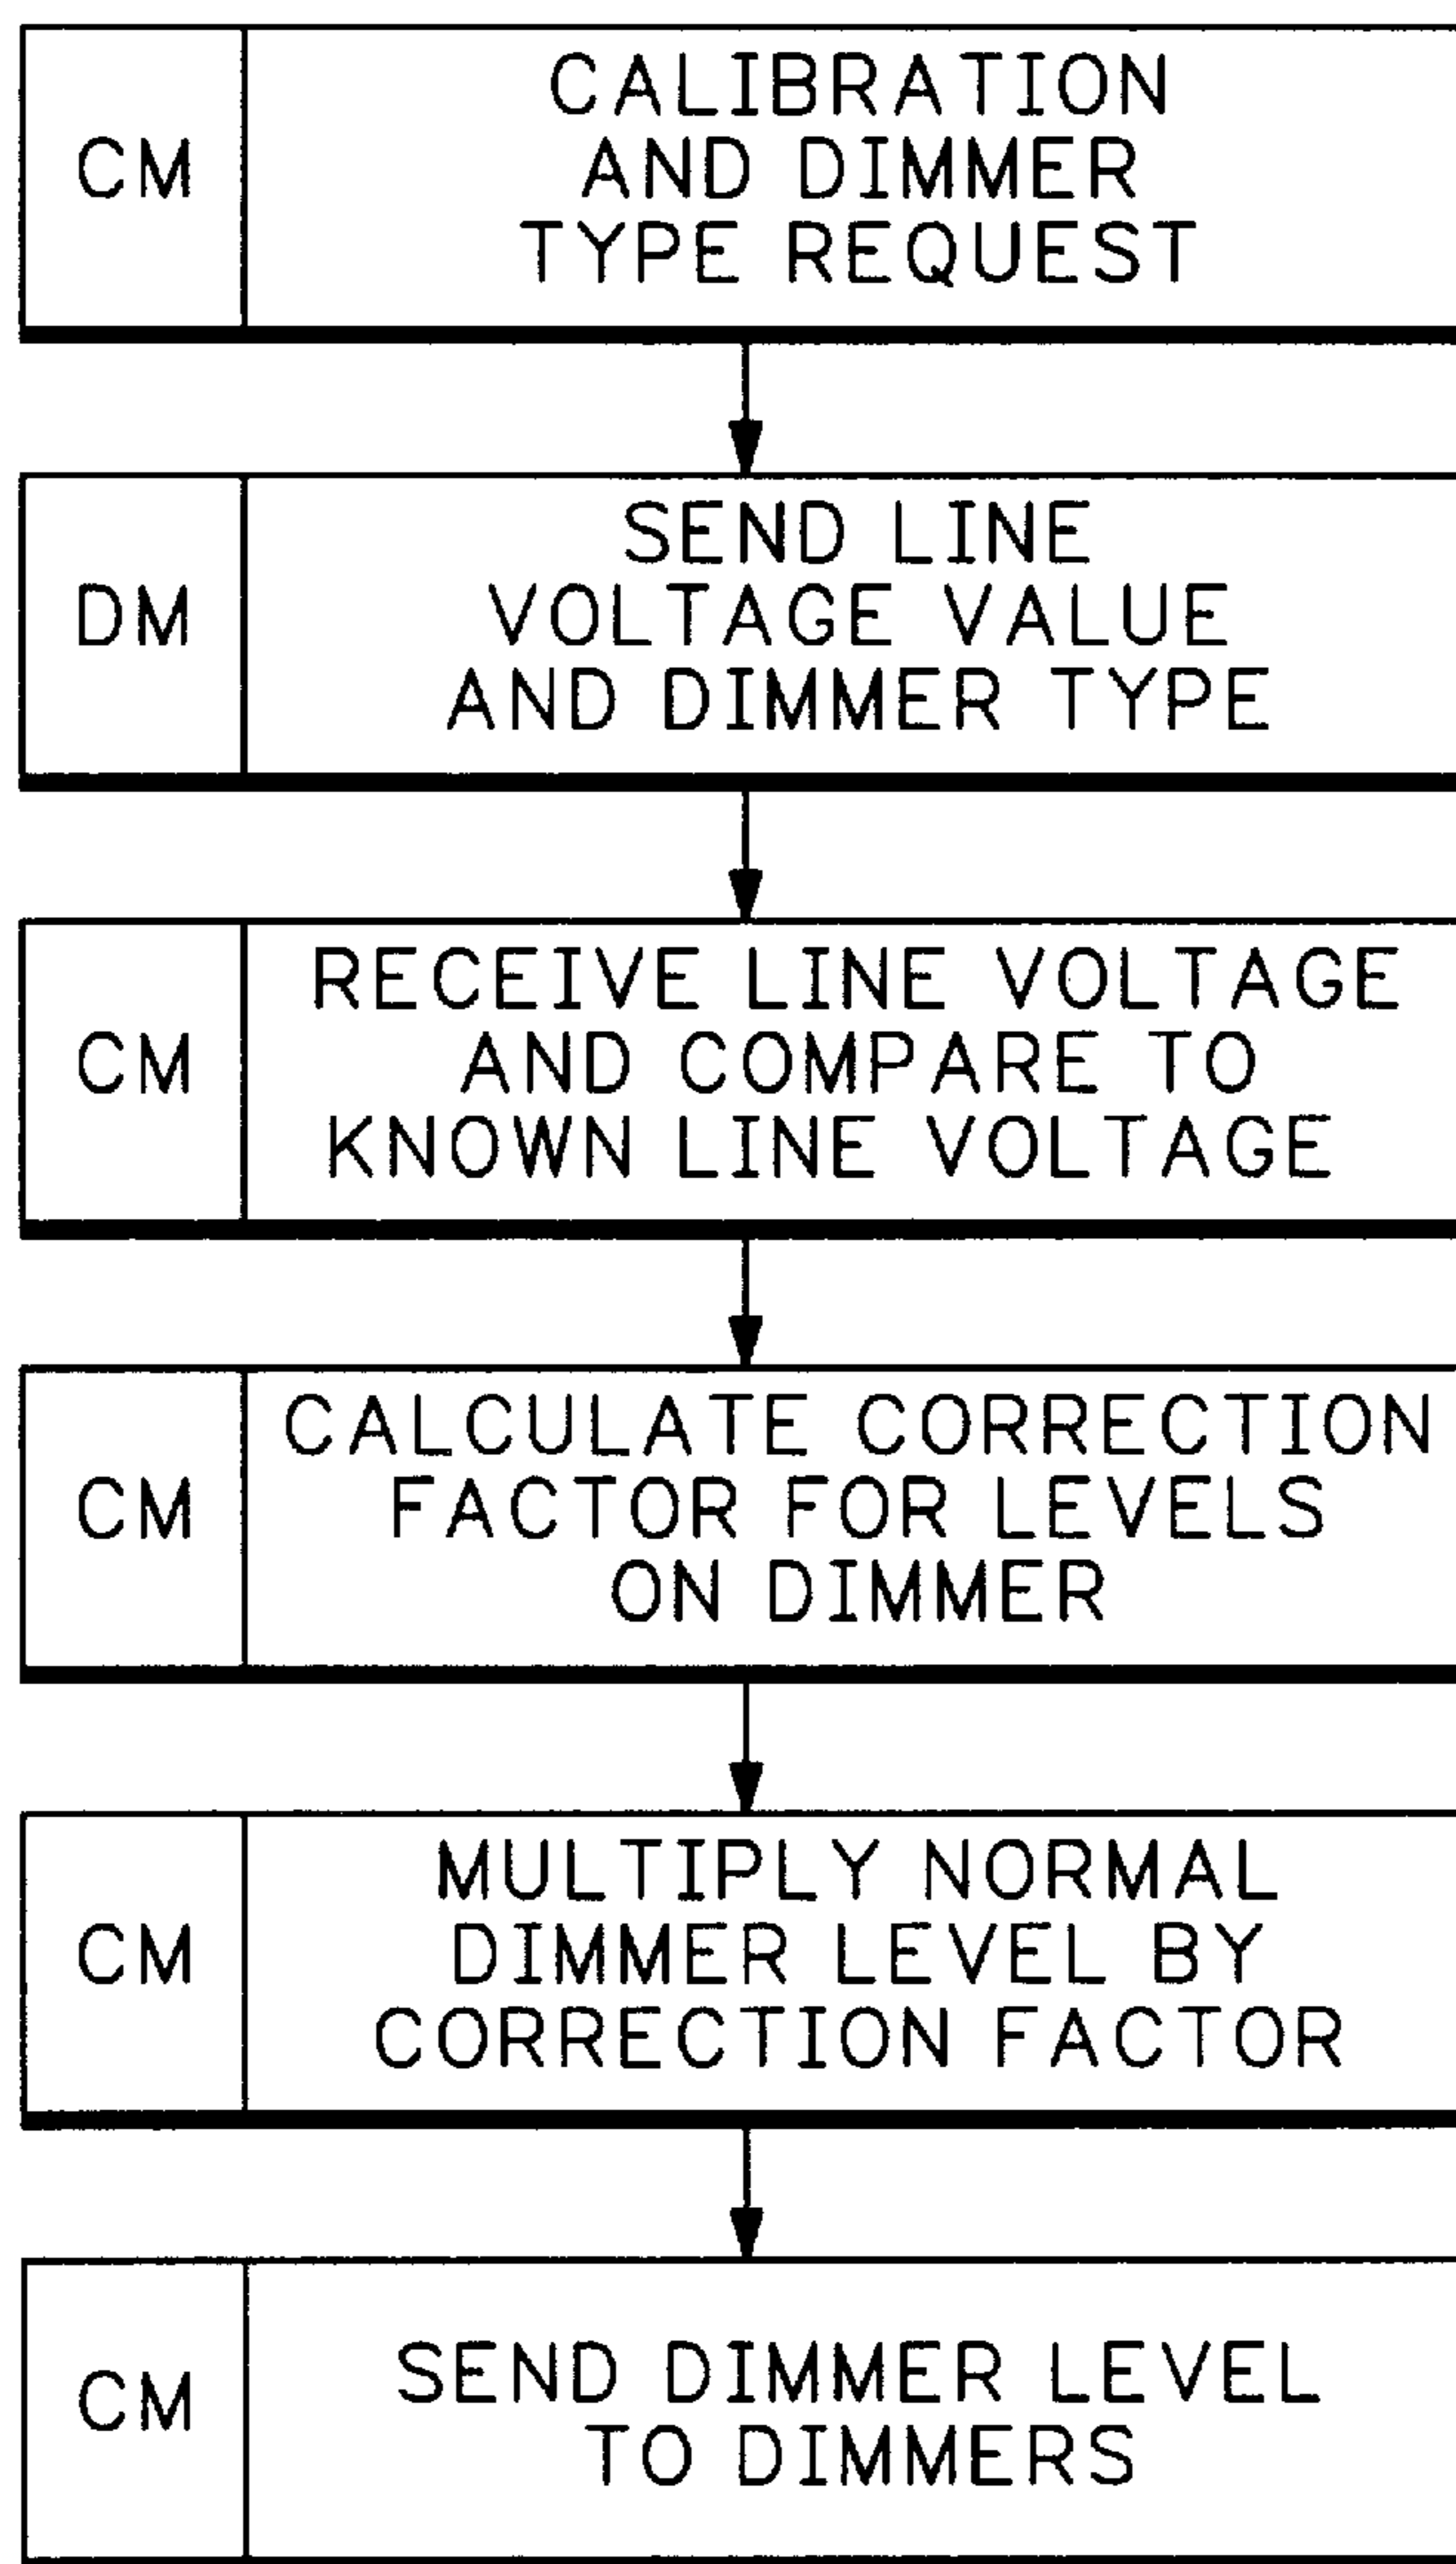 CM
CALIBRATION
AND DIMMER
TYPE REQUEST
DM
SEND LINE
VOLTAGE VALUE
AND DIMMER TYPE
CM
RECEIVE LINE VOLTAGE
AND COMPARE TO
KNOWN LINE VOLTAGE
CM
CALCULATE CORRECTION
FACTOR FOR LEVELS
ON DIMMER
CM
MULTIPLY NORMAL
DIMMER LEVEL BY
CORRECTION FACTOR
CM
SEND DIMMER LEVEL
TO DIMMERS